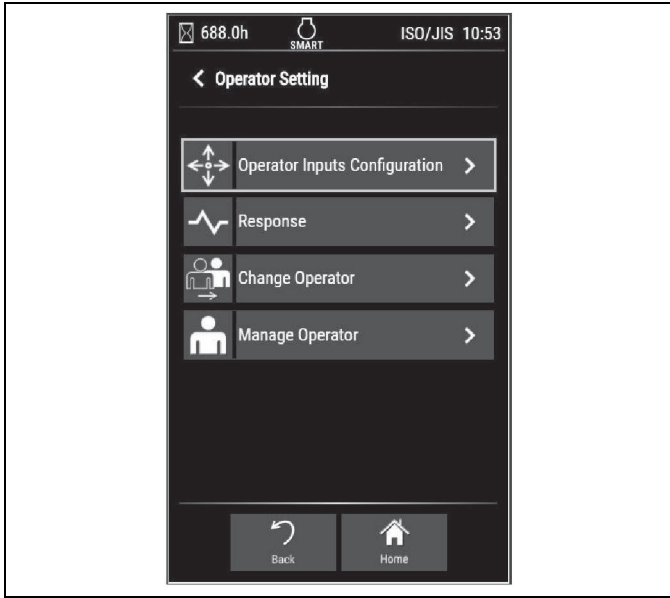 688.0h SMART ISO/JIS 10:53
Operator Setting
Operator Inputs Configuration
Response
Change Operator
Manage Operator
Back Home